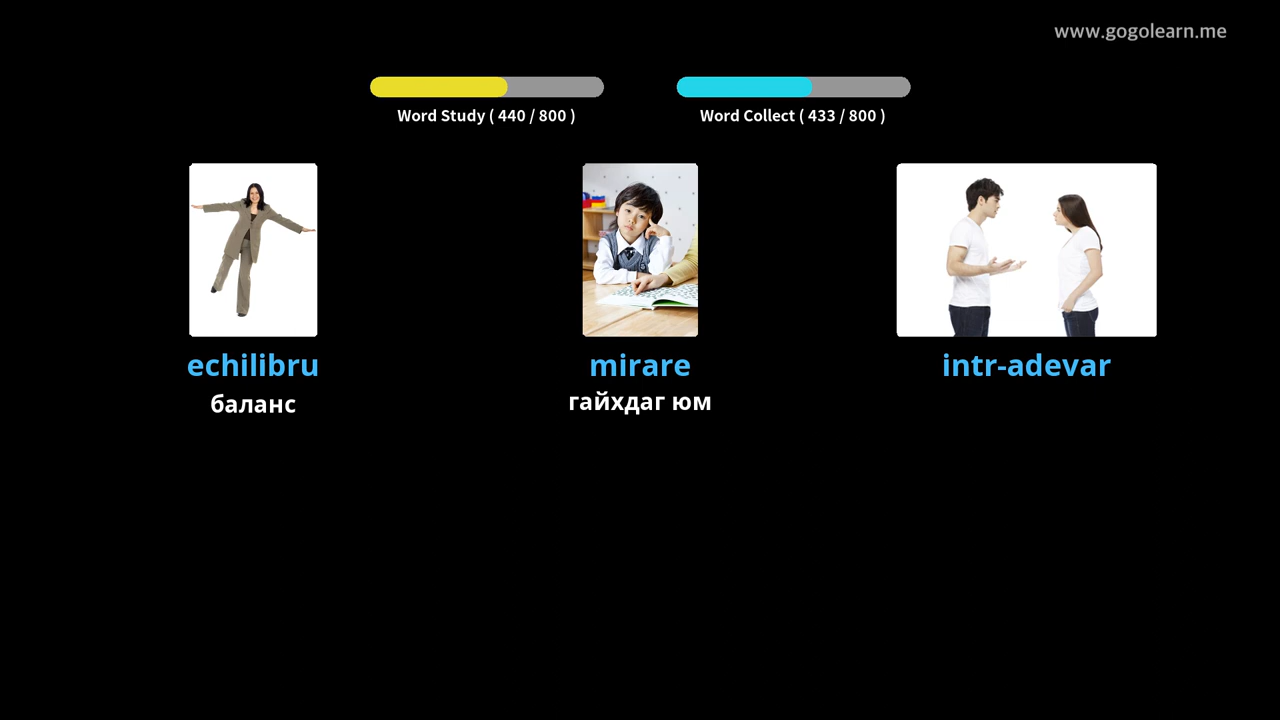 www.gogolearn.me
Word Study ( 440 / 800 )
Word Collect ( 433 / 800 )
echilibru
mirare
intr-adevar
баланс
гайхдаг юм